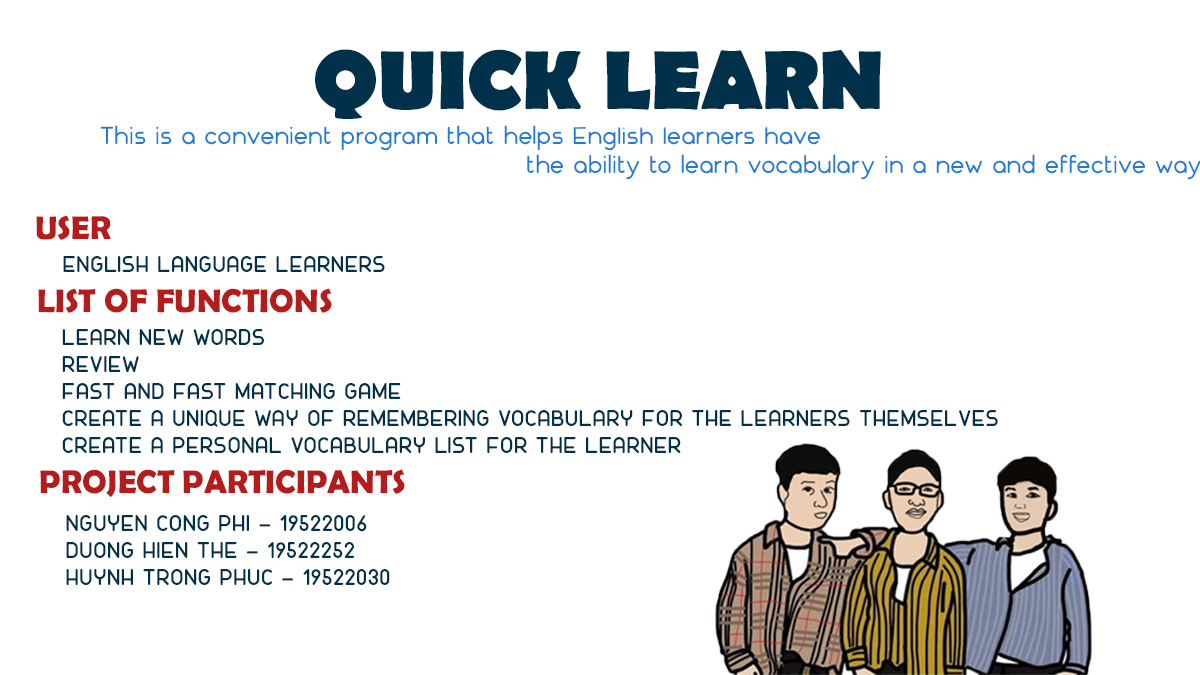 QUICK LEARN
This is a convenient program that helps English learners have
the ability to learn vocabulary in a new and effective way
USER
ENGLISH LANGUAGE LEARNERS
LIST OF FUNCTIONS
LEARN NEW WORDS
REVIEW
FAST AND FAST MATCHING GAME
CREATE A UNIQUE WAY OF REMEMBERING VOCABULARY FOR THE LEARNERS THEMSELVES
CREATE A PERSONAL VOCABULARY LIST FOR THE LEARNER
PROJECT PARTICIPANTS
NGUYEN CONG PHI – 19522006
DUONG HIEN THE – 19522252
HUYNH TRONG PHUC – 19522030